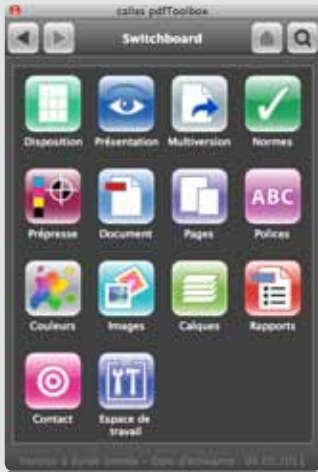 callas pdfToolbox
Switchboard
Disposition Présentation Multiversion Normes
ABC
Prépresse Document Pages Polices
Couleurs Images Calques Rapports
Contact Espace de
travail